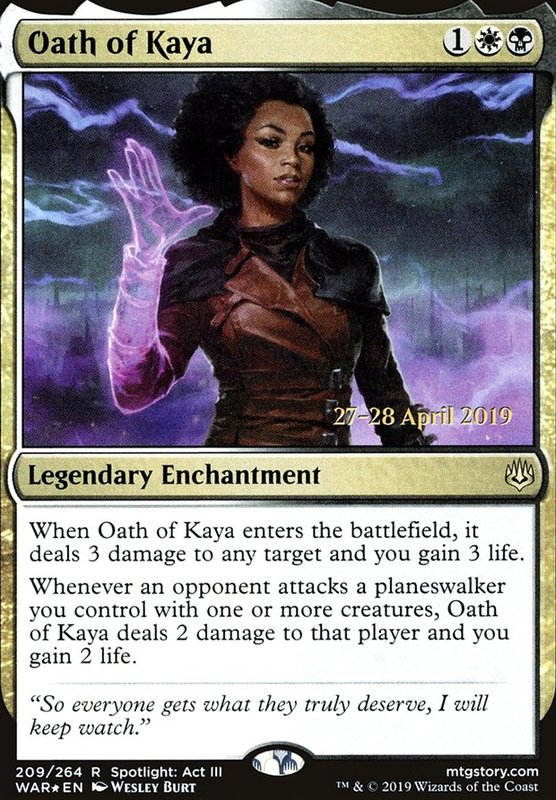 Oath of Kaya 1
27–28 April 2019
Legendary Enchantment
When Oath of Kaya enters the battlefield, it
deals 3 damage to any target and you gain 3 life.
Whenever an opponent attacks a planeswalker
you control with one or more creatures, Oath
of Kaya deals 2 damage to that player and you
gain 2 life.
“So everyone gets what they truly deserve, I will
keep watch.”
209/264 R Spotlight: Act III mtgstory.com
WAR★EN Wesley Burt ™ & © 2019 Wizards of the Coast